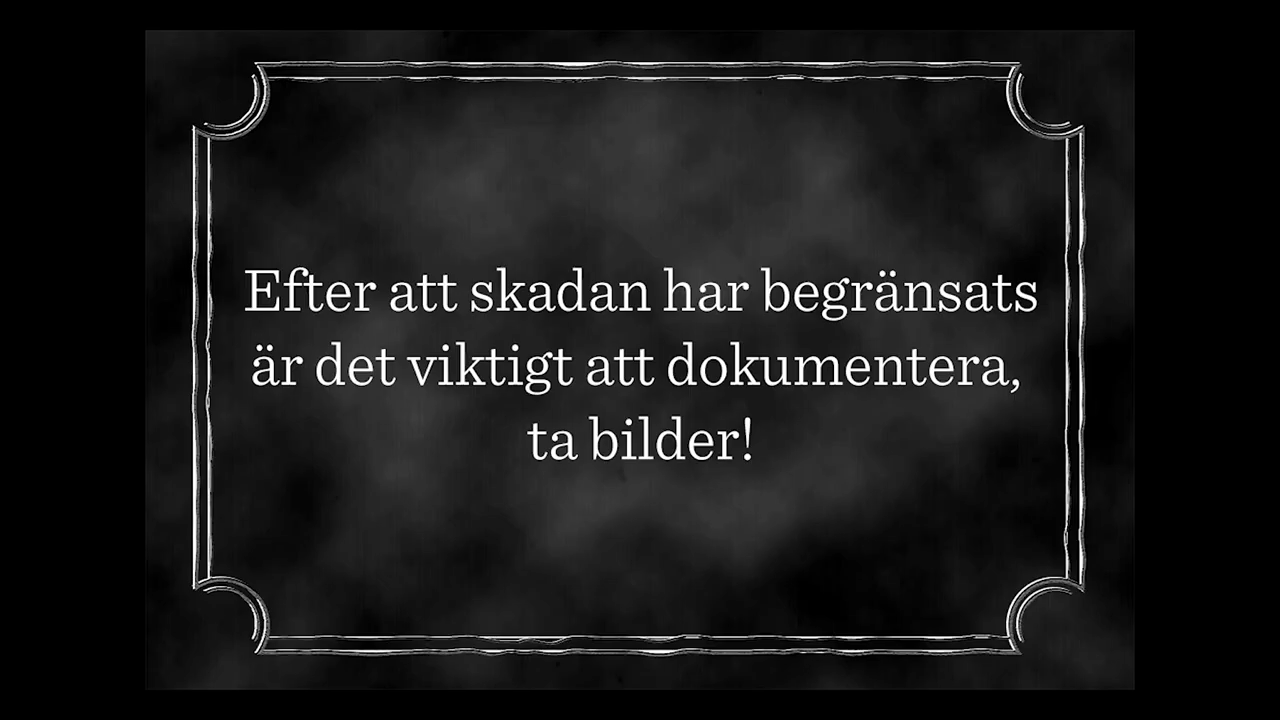 Efter att skadan har begränsats
är det viktigt att dokumentera,
ta bilder!